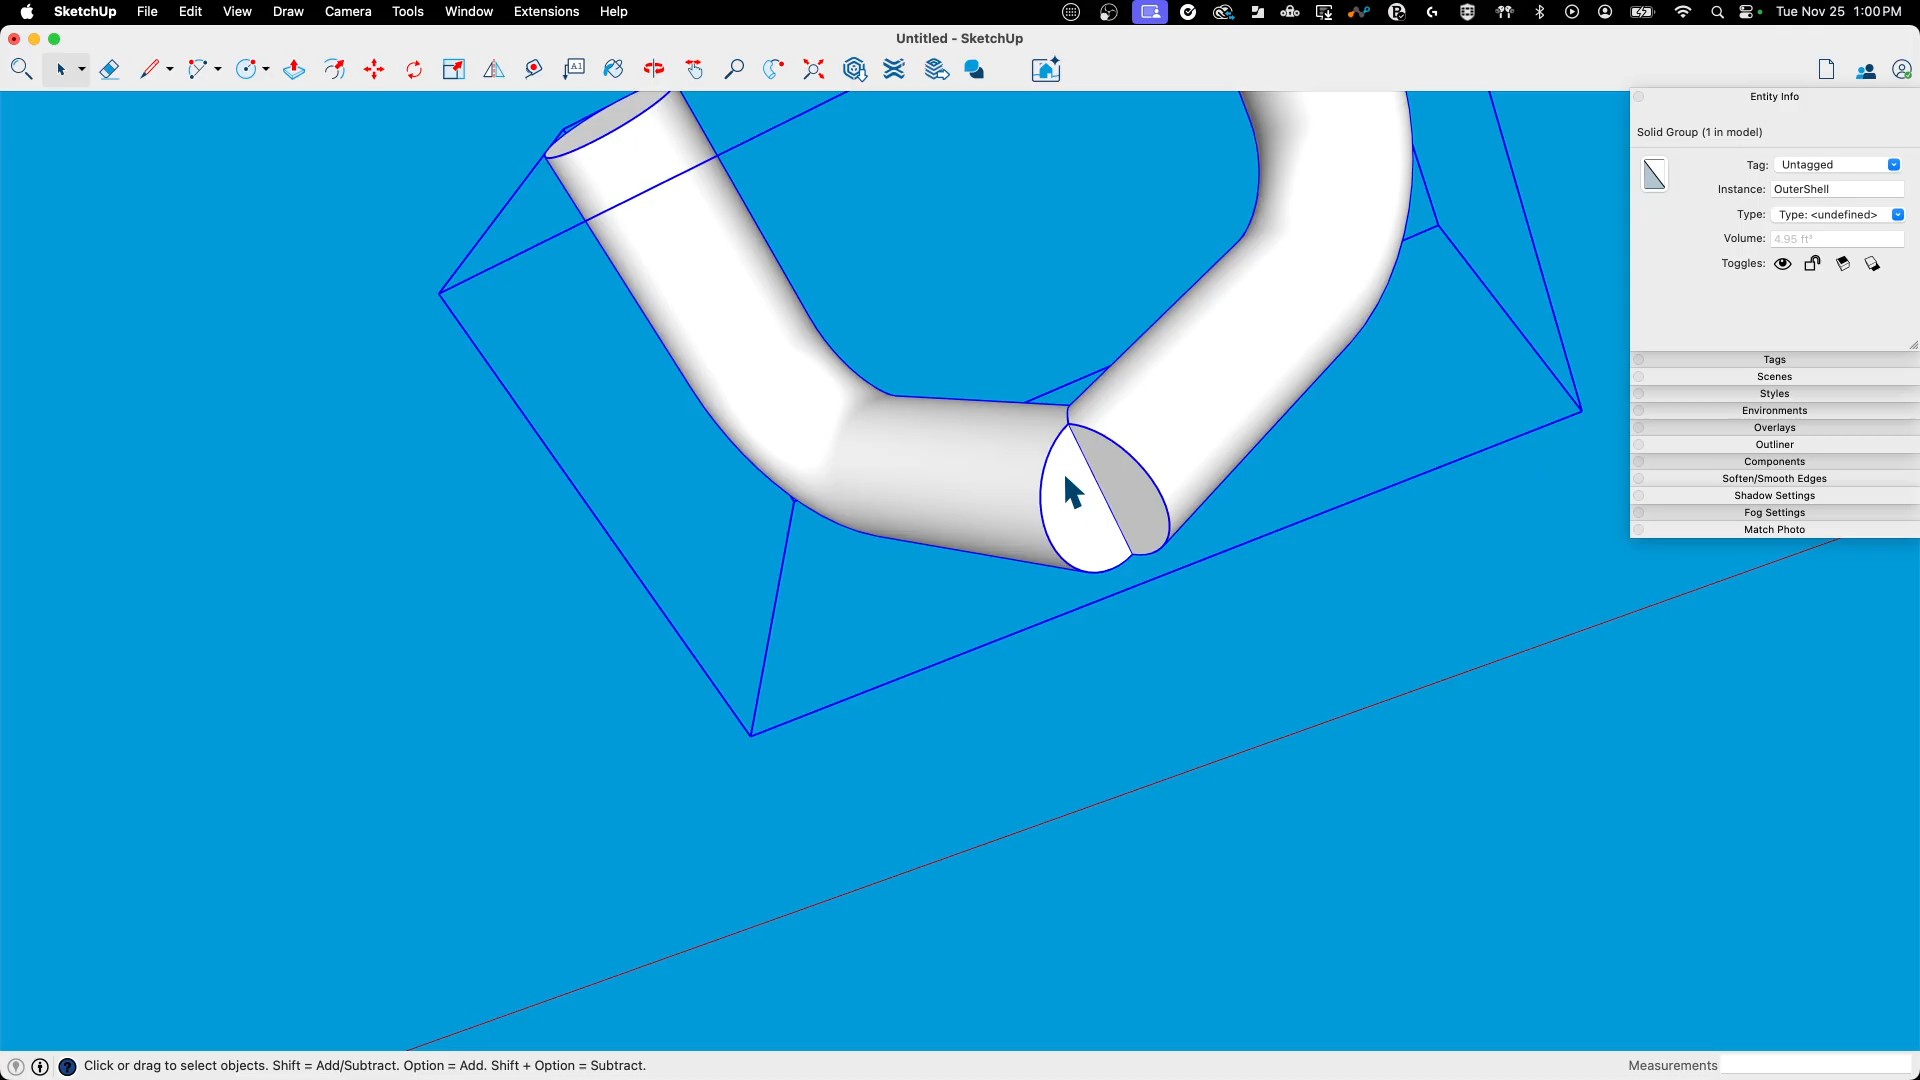 SketchUp File Edit View Draw Camera Tools Window Extensions Help Tue Nov 25 1:00 PM
Untitled - SketchUp
A1
Entity Info
Solid Group (1 in model)
Tag: Untagged
Instance: OuterShell
Type: Type: <undefined>
Volume: 4.95 ft³
Toggles:
Tags
Scenes
Styles
Environments
Overlays
Outliner
Components
Soften/Smooth Edges
Shadow Settings
Fog Settings
Match Photo
Click or drag to select objects. Shift = Add/Subtract. Option = Add. Shift + Option = Subtract. Measurements